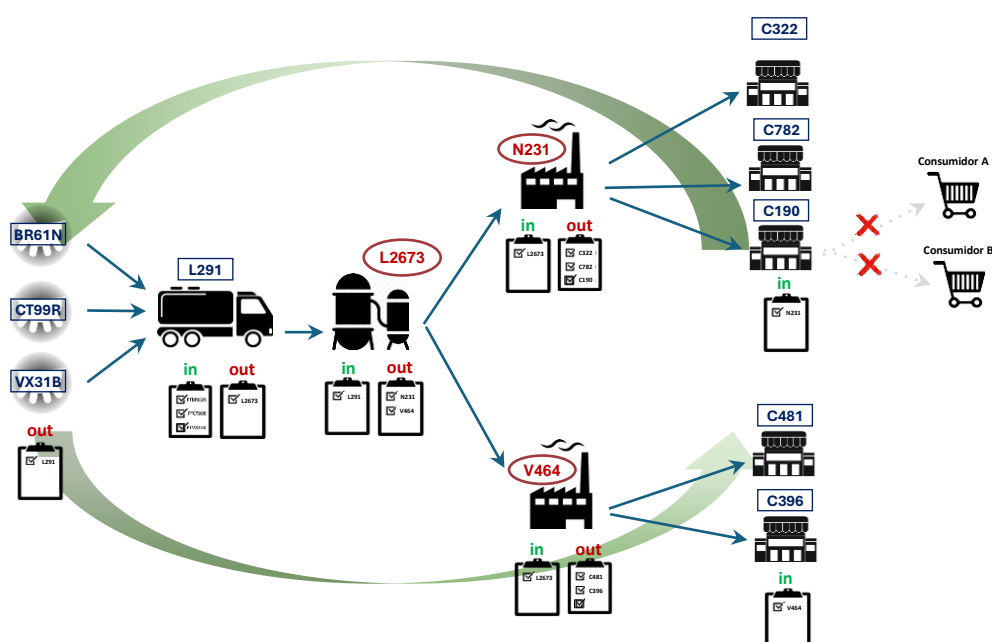 C322
C782
C190
Consumidor A
Consumidor B
in
N231
N231
in
L2673
out
C322
C782
C190
BR61N
CT99R
VX31B
out
L291
L291
in
out
L2673
L2673
in
L291
out
N231
V464
V464
in
L2673
out
C481
C396
C481
C396
in
V464